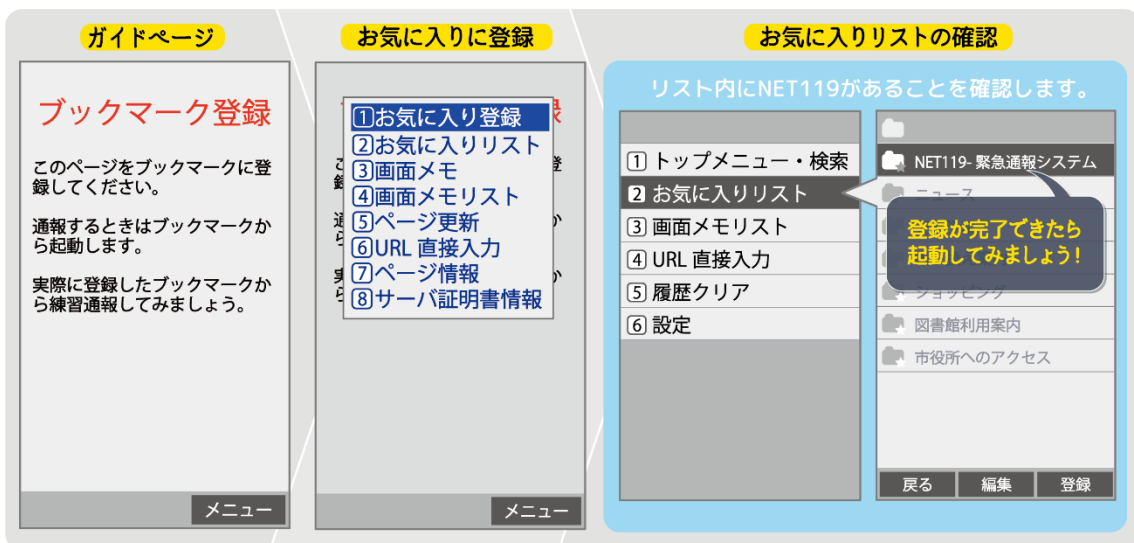 ガイドページ
ブックマーク登録
このページをブックマークに登
録してください。
通報するときはブックマークか
ら起動します。
実際に登録したブックマークか
ら練習通報してみましょう。
メニュー
お気に入りに登録
1お気に入り登録
2お気に入りリスト
3画面メモ
4画面メモリスト
5ページ更新
6URL 直接入力
7ページ情報
8サーバ証明書情報
メニュー
お気に入りリストの確認
リスト内にNET119があることを確認します。
1 トップメニュー・検索
2 お気に入りリスト
3 画面メモリスト
4 URL 直接入力
5 履歴クリア
6 設定
NET119-緊急通報システム
ニュース
登録が完了できたら
起動してみましょう!
ショッピング
図書館利用案内
市役所へのアクセス
戻る 編集 登録